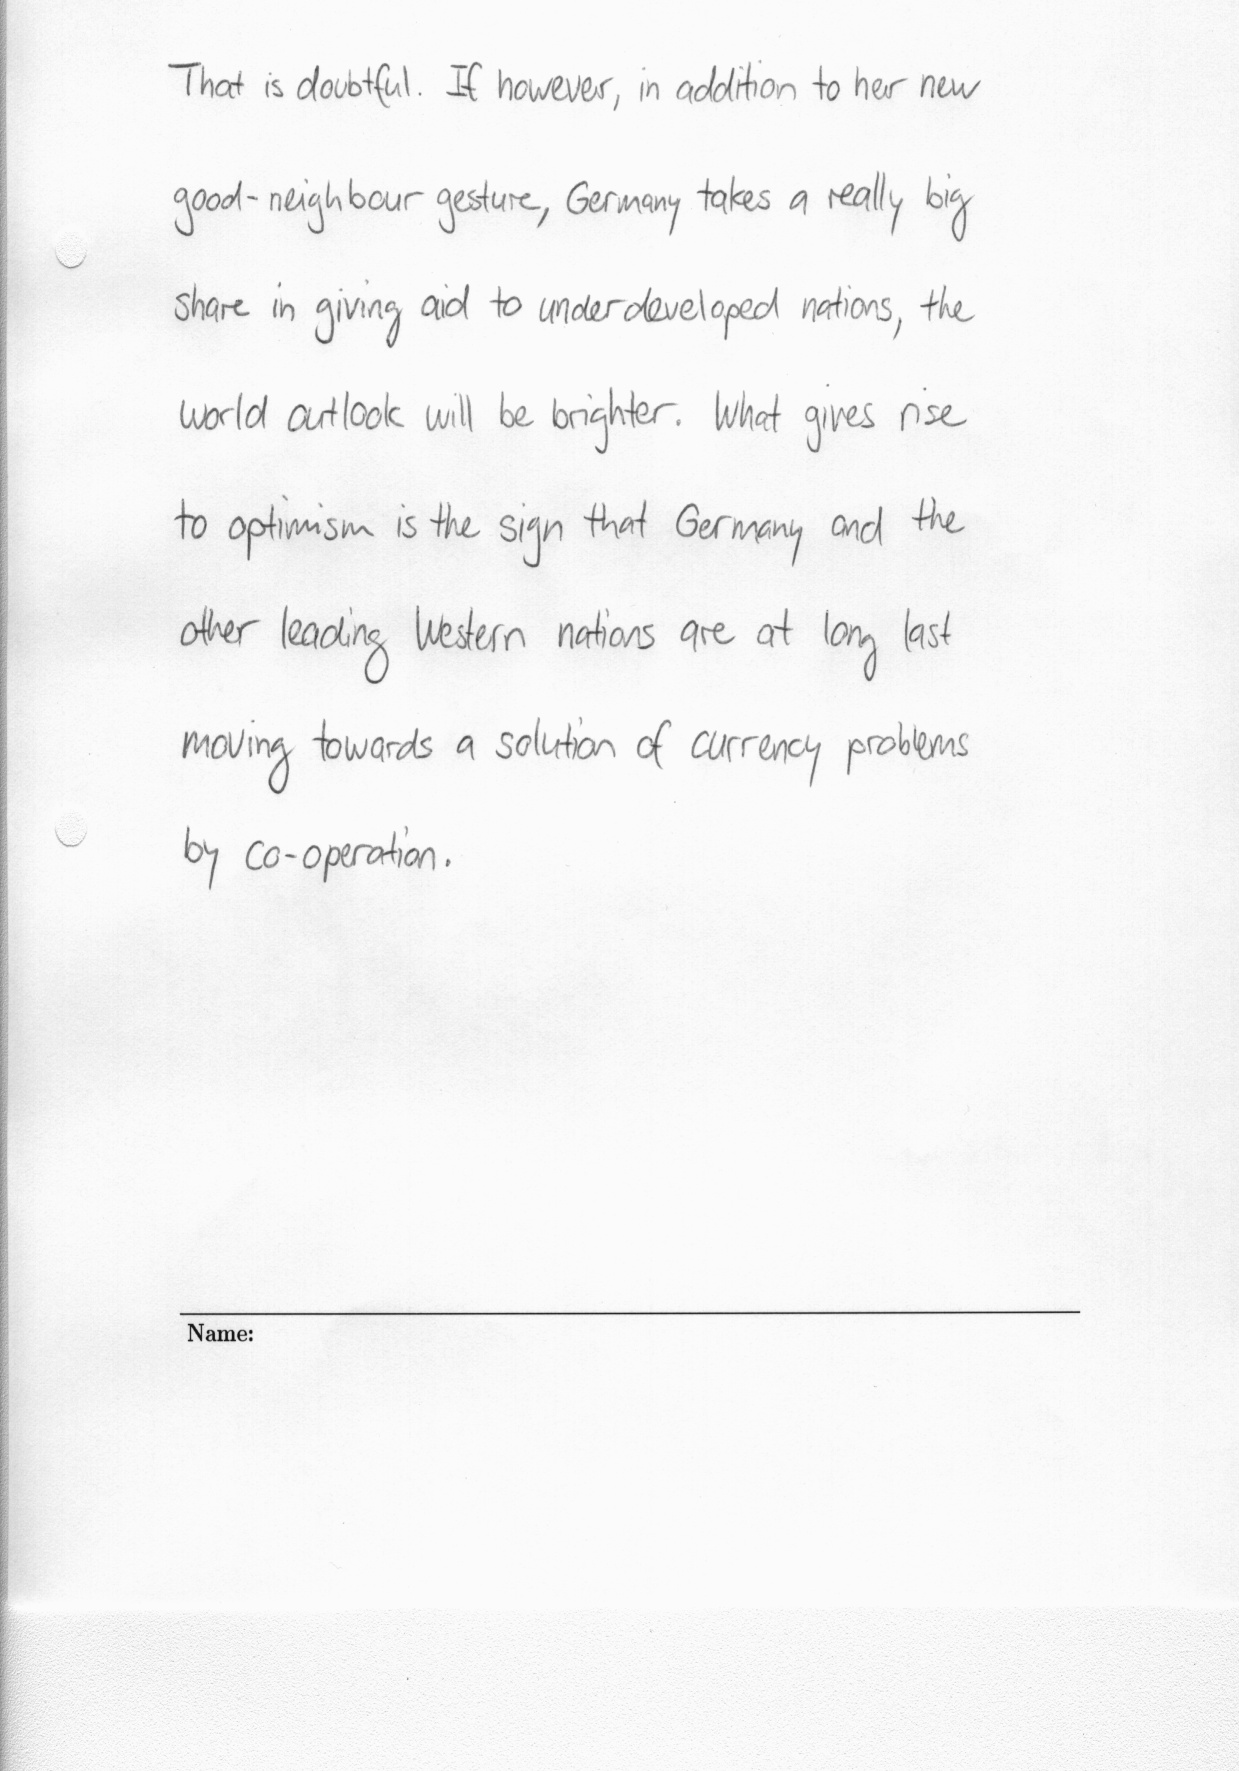 That is doubtful. If however, in addition to her new
good-neighbour gesture, Germany takes a really big
share in giving aid to underdeveloped nations, the
world outlook will be brighter. What gives rise
to optimism is the sign that Germany and the
other leading Western nations are at long last
moving towards a solution of currency problems
by co-operation.
Name: